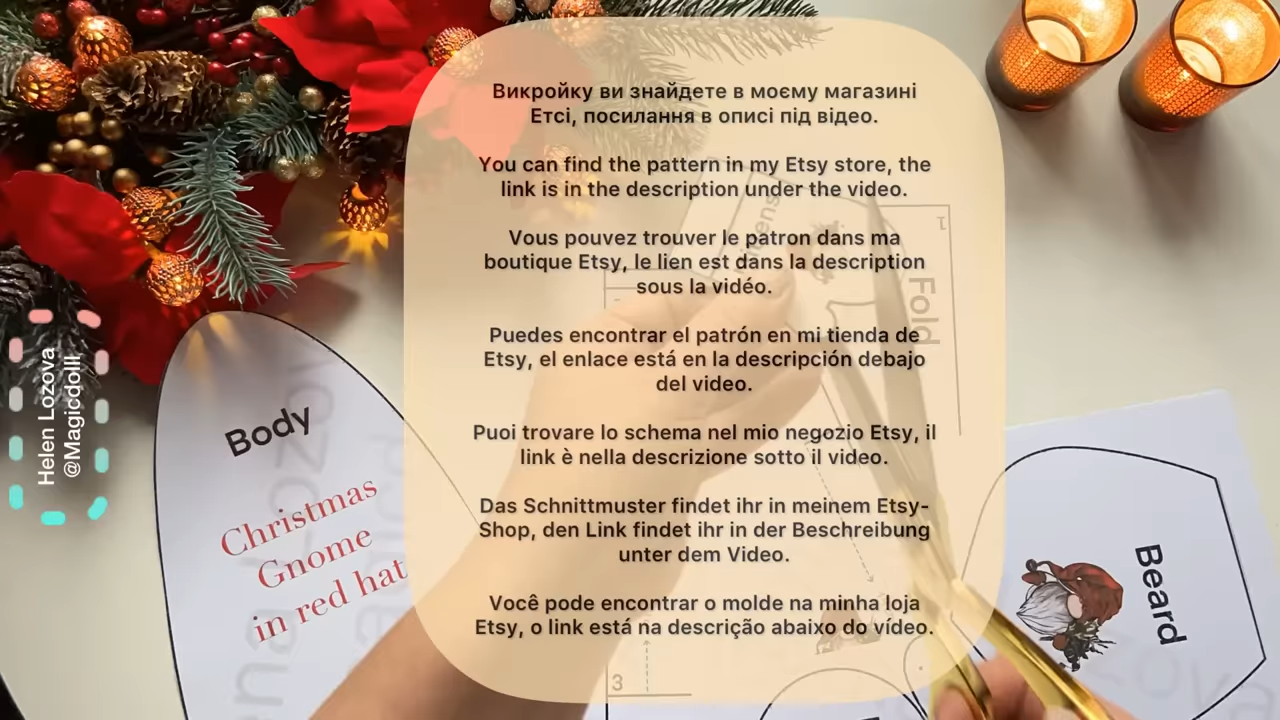 Викройку ви знайдете в моєму магазині
Етсі, посилання в описі під відео.
You can find the pattern in my Etsy store, the
link is in the description under the video.
Vous pouvez trouver le patron dans ma
boutique Etsy, le lien est dans la description
sous la vidéo.
Puedes encontrar el patrón en mi tienda de
Etsy, el enlace está en la descripción debajo
del video.
Puoi trovare lo schema nel mio negozio Etsy, il
link è nella descrizione sotto il video.
Das Schnittmuster findet ihr in meinem Etsy-
Shop, den Link findet ihr in der Beschreibung
unter dem Video.
Você pode encontrar o molde na minha loja
Etsy, o link está na descrição abaixo do vídeo.
Helen Lozova
@Magicdolll
Body
Christmas
Gnome
in red hat
Fold
1
3
Beard